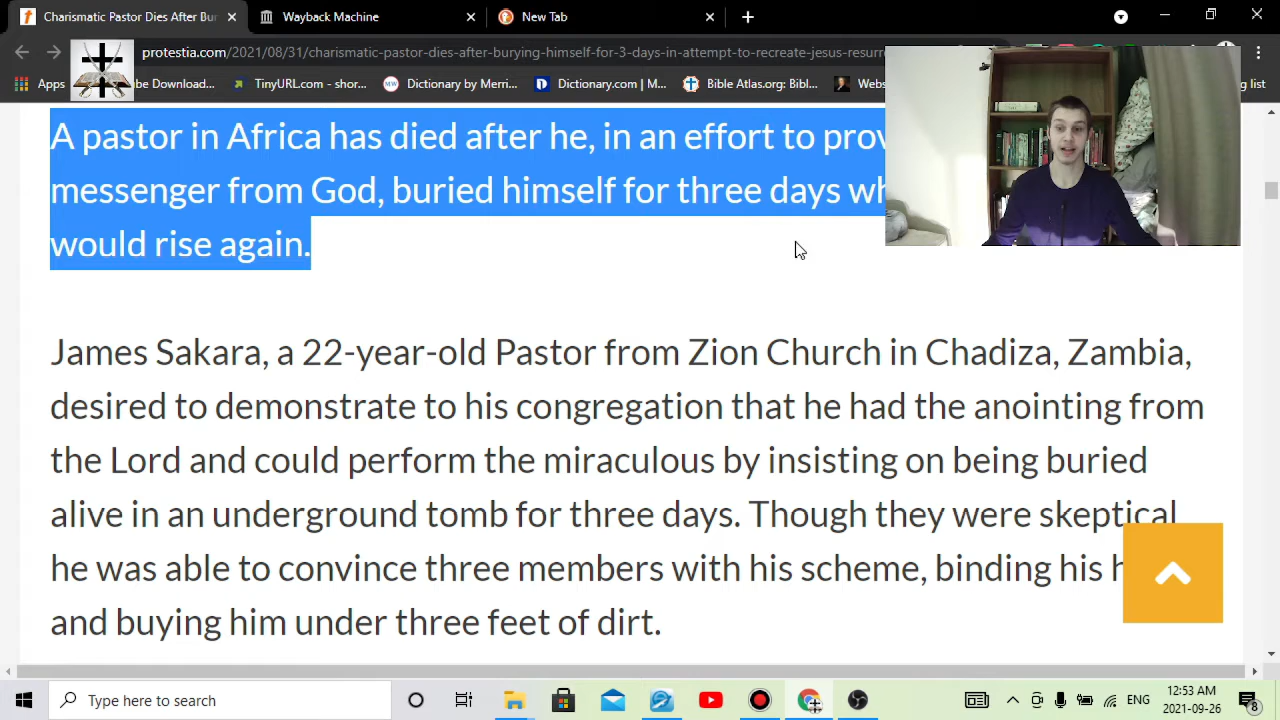 Charismatic Pastor Dies After Bur
Wayback Machine
New Tab
protestia.com/2021/08/31/charismatic-pastor-dies-after-burying-himself-for-3-days-in-attempt-to-recreate-jesus-resurr
Apps
be Download...
TinyURL.com - shor...
Dictionary by Merri...
Dictionary.com | M...
Bible Atlas.org: Bibl...
Webs
ng list
A pastor in Africa has died after he, in an effort to prov
messenger from God, buried himself for three days wh
would rise again.
James Sakara, a 22-year-old Pastor from Zion Church in Chadiza, Zambia,
desired to demonstrate to his congregation that he had the anointing from
the Lord and could perform the miraculous by insisting on being buried
alive in an underground tomb for three days. Though they were skeptical
he was able to convince three members with his scheme, binding his h
and buying him under three feet of dirt.
Type here to search
ENG
12:53 AM
2021-09-26
8